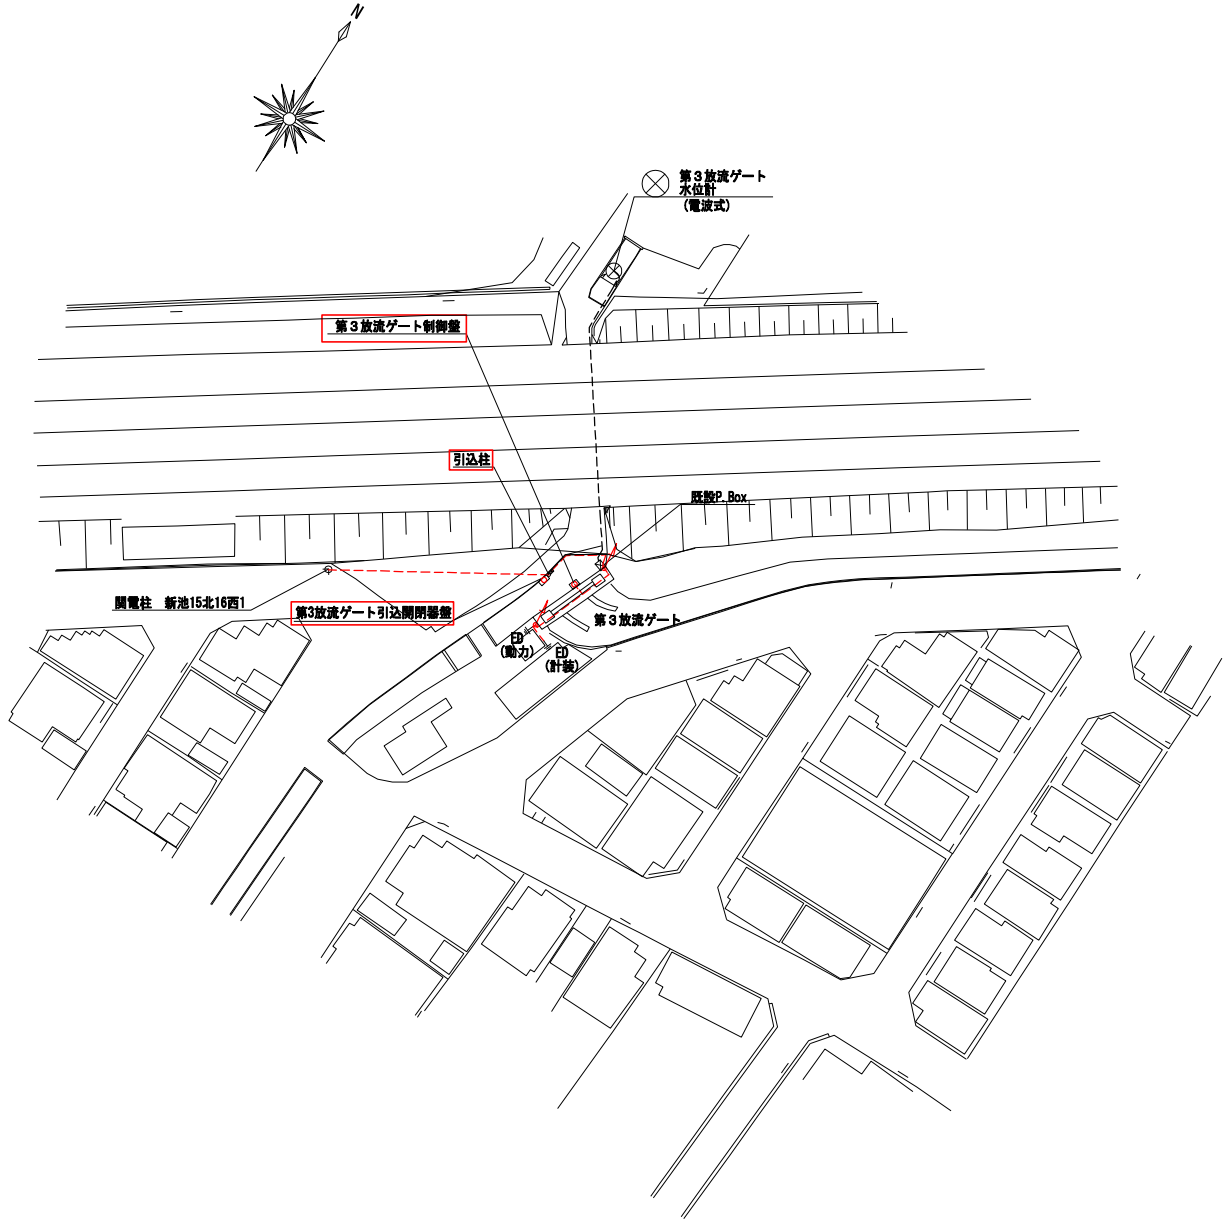 N
第３放流ゲート
水位計
(電波式)
第３放流ゲート制御盤
引込柱
既設P.Box
関電柱　新池15北16西1
第3放流ゲート引込開閉器盤
第３放流ゲート
ED
(動力)
ED
(計装)